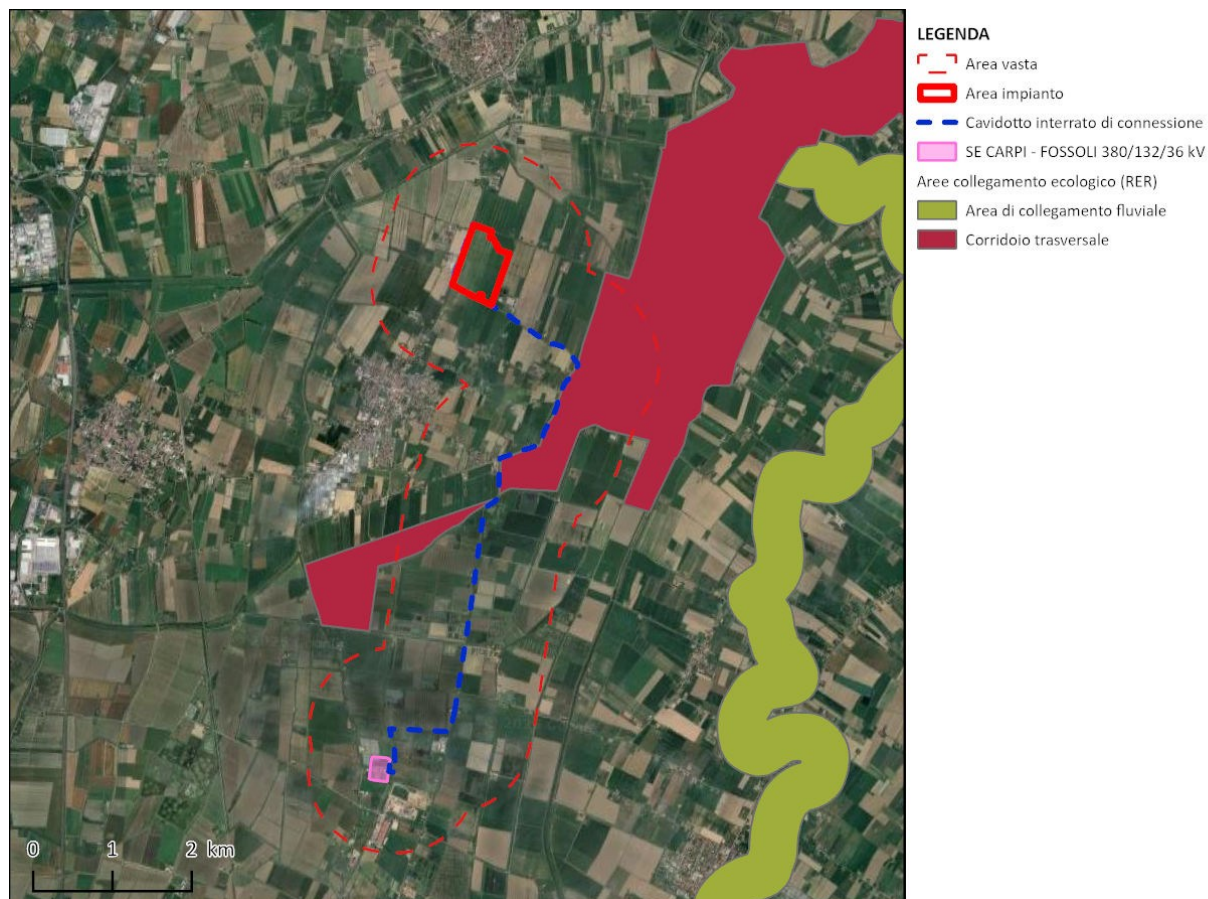 LEGENDA
Area vasta
Area impianto
Cavidotto interrato di connessione
SE CARPI - FOSSOLI 380/132/36 kV
Aree collegamento ecologico (RER)
Area di collegamento fluviale
Corridoio trasversale
0 1 2 km